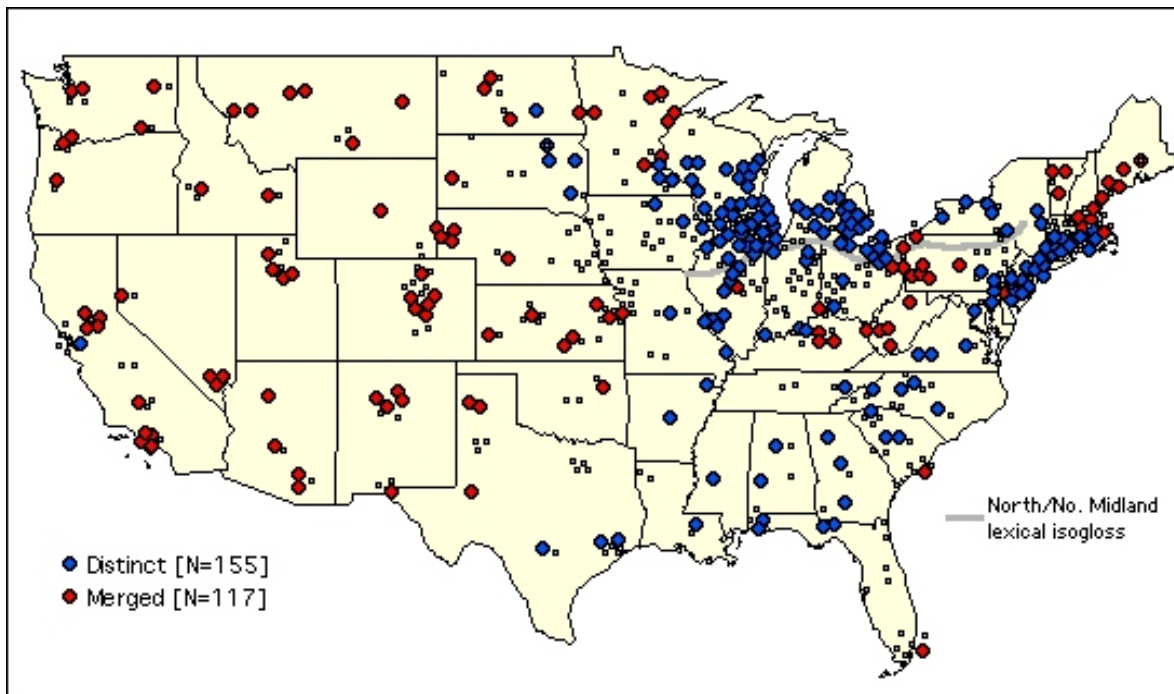 North/No. Midland
lexical isogloss
Distinct [N=155]
Merged [N=117]